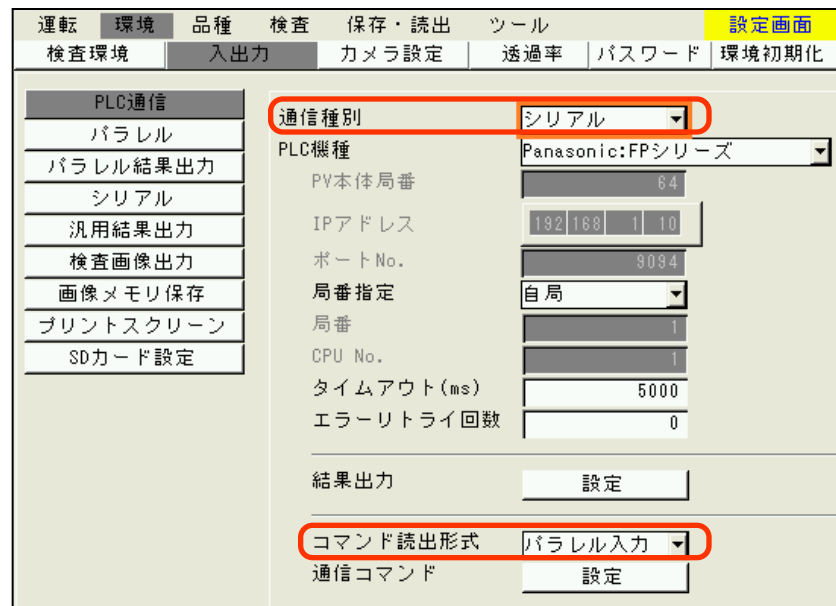 運転 環境 品種 検査 保存・読出 ツール 設定画面
検査環境 入出力 カメラ設定 透過率 パスワード 環境初期化
PLC通信
パラレル
パラレル結果出力
シリアル
汎用結果出力
検査画像出力
画像メモリ保存
プリントスクリーン
SDカード設定
通信種別 シリアル
PLC機種 Panasonic:FPシリーズ
PV本体局番 64
IPアドレス 192 168 1 10
ポートNo. 9094
局番指定 自局
局番 1
CPU No. 1
タイムアウト(ms) 5000
エラーリトライ回数 0
結果出力 設定
コマンド読出形式 パラレル入力
通信コマンド 設定